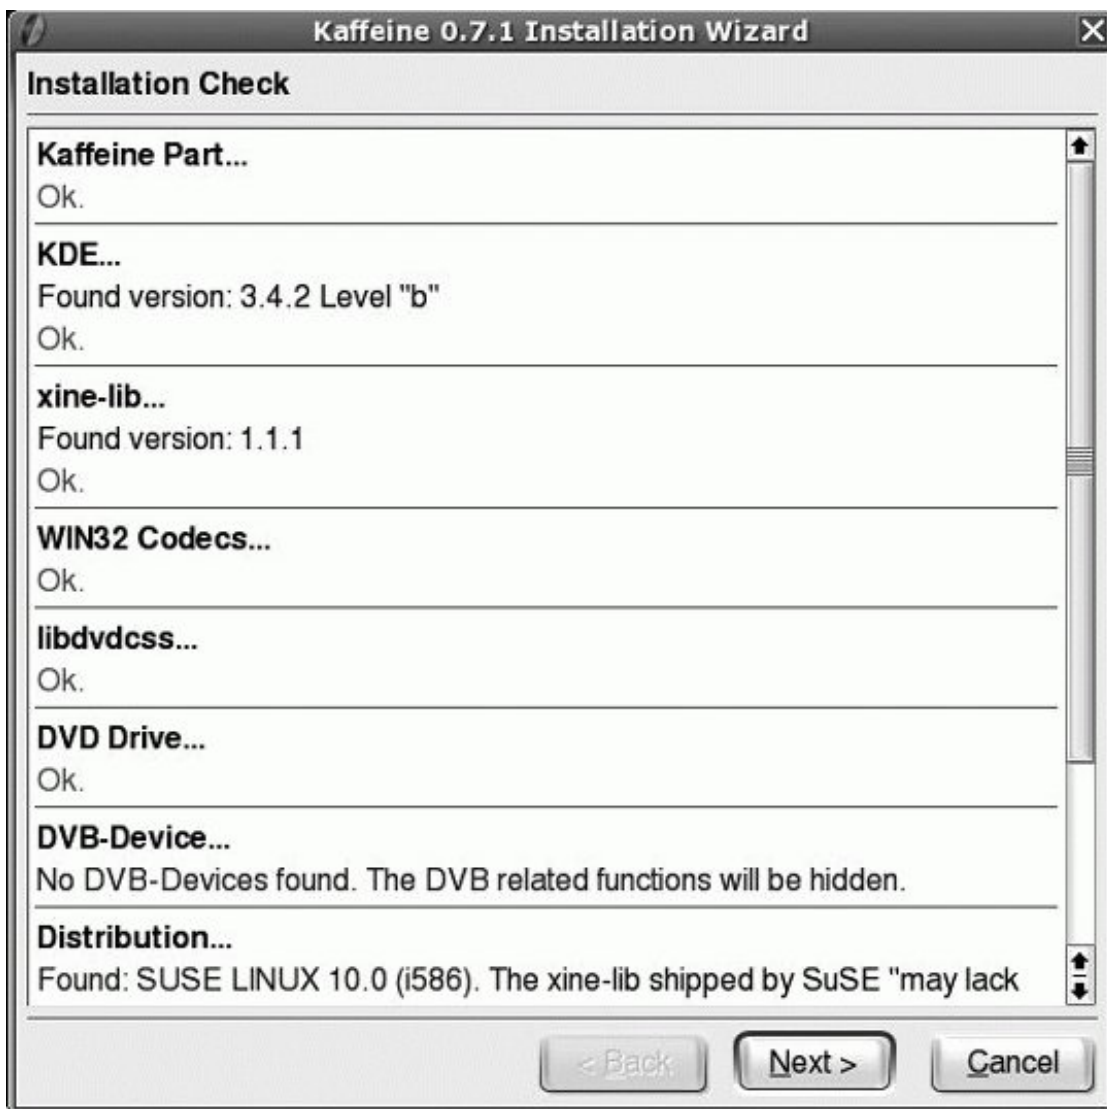 Kaffeine 0.7.1 Installation Wizard
Installation Check
Kaffeine Part...
Ok.
KDE...
Found version: 3.4.2 Level "b"
Ok.
xine-lib...
Found version: 1.1.1
Ok.
WIN32 Codecs...
Ok.
libdvdcss...
Ok.
DVD Drive...
Ok.
DVB-Device...
No DVB-Devices found. The DVB related functions will be hidden.
Distribution...
Found: SUSE LINUX 10.0 (i586). The xine-lib shipped by SuSE "may lack
< Back Next > Cancel